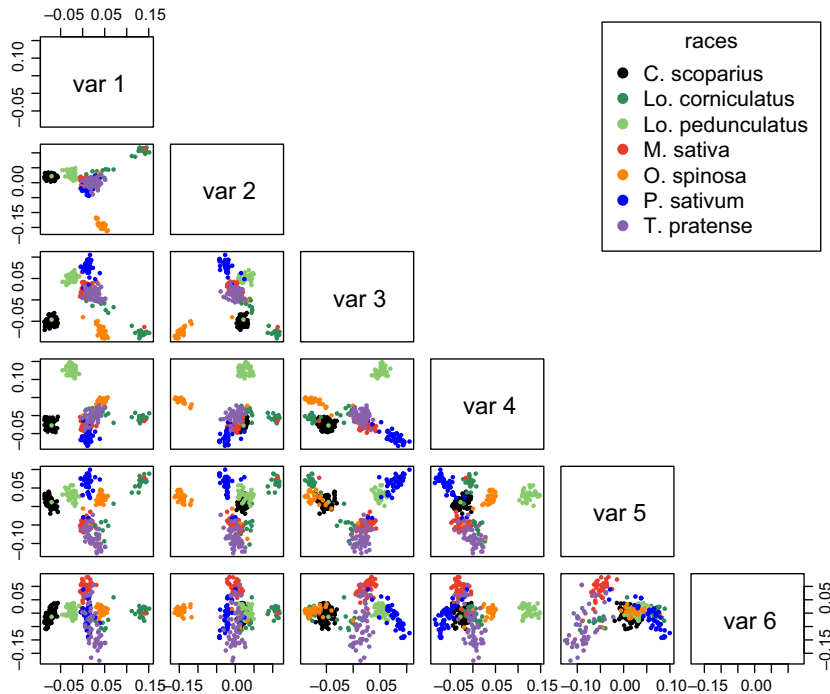 −0.05 0.05 0.15
−0.05 0.10
var 1
races
C. scoparius
Lo. corniculatus
Lo. pedunculatus
M. sativa
O. spinosa
P. sativum
T. pratense
−0.15 0.00
var 2
−0.05 0.05
var 3
−0.05 0.10
var 4
−0.10 0.05
var 5
−0.15 0.05
var 6
−0.15 0.05
−0.05 0.05 0.15
−0.15 0.00
−0.05 0.05
−0.05 0.05 0.15
−0.10 0.00 0.10
−0.15 0.00